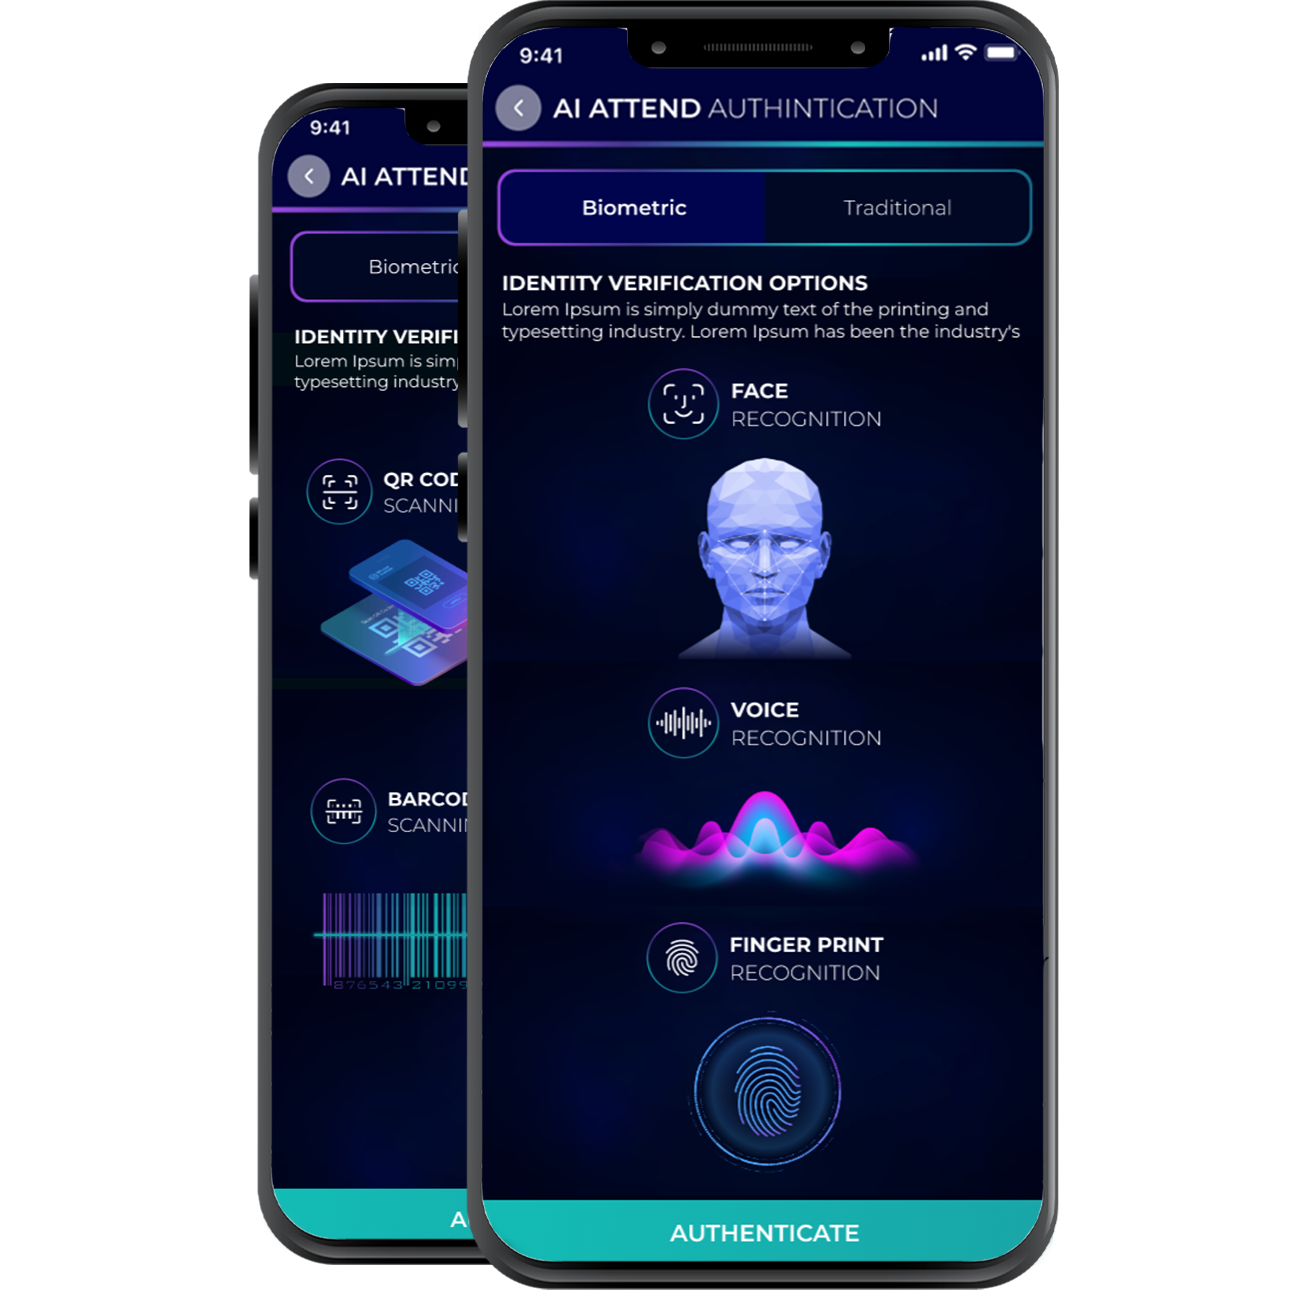 9:41
AI ATTEND AUTHINTICATION
Biometric
Traditional
IDENTITY VERIFICATION OPTIONS
Lorem Ipsum is simply dummy text of the printing and
typesetting industry. Lorem Ipsum has been the industry's
FACE
RECOGNITION
VOICE
RECOGNITION
FINGER PRINT
RECOGNITION
AUTHENTICATE
9:41
AI ATTEND
Biometric
IDENTITY VERIFI
Lorem Ipsum is sim
typesetting industry
QR COD
SCANNI
BARCOD
SCANNIN
876543 21099
A